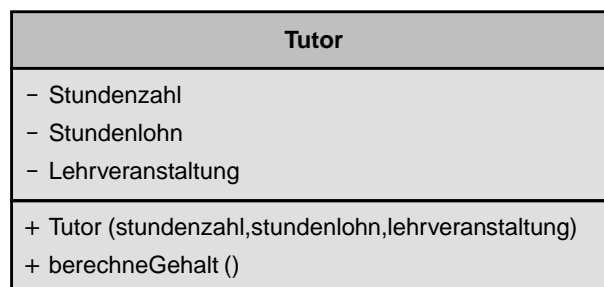 Tutor
- Stundenzahl
- Stundenlohn
- Lehrveranstaltung
+ Tutor (stundenzahl,stundenlohn,lehrveranstaltung)
+ berechneGehalt ()